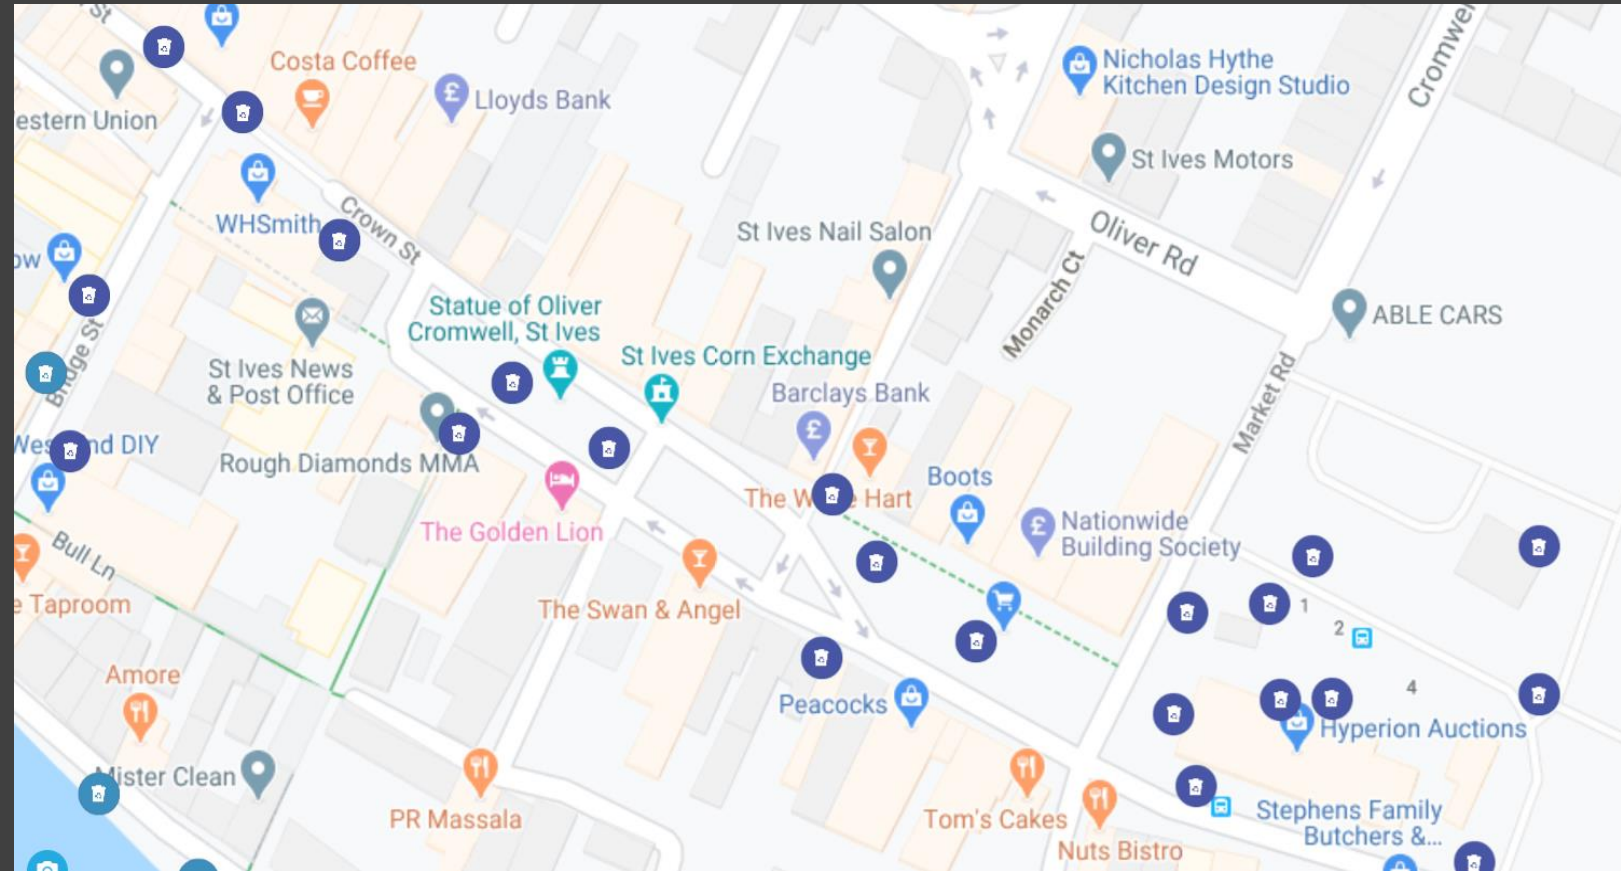 St
Costa Coffee
Lloyds Bank
estern Union
Nicholas Hythe
Kitchen Design Studio
Cromwel
St Ives Motors
WHSmith
Crown St
ow
St Ives Nail Salon
Oliver Rd
Monarch Ct
ABLE CARS
Statue of Oliver
Cromwell, St Ives
St Ives Corn Exchange
St Ives News
& Post Office
Barclays Bank
Market Rd
West nd DIY
Rough Diamonds MMA
The Golden Lion
The W e Hart
Boots
Nationwide
Building Society
Bull Ln
e Taproom
The Swan & Angel
1
2
4
Amore
Peacocks
Hyperion Auctions
Mister Clean
PR Massala
Tom's Cakes
Nuts Bistro
Stephens Family
Butchers &...